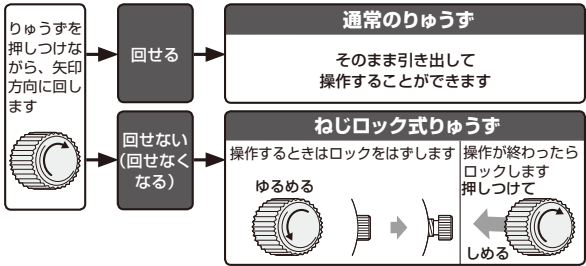 りゅうずを
押しつけな
がら、矢印
方向に回し
ます
回せる
通常のりゅうず
そのまま引き出して
操作することができます
回せない
(回せなく
なる)
ねじロック式りゅうず
操作するときはロックをはずします
ゆるめる
操作が終わったら
ロックします
押しつけて
しめる